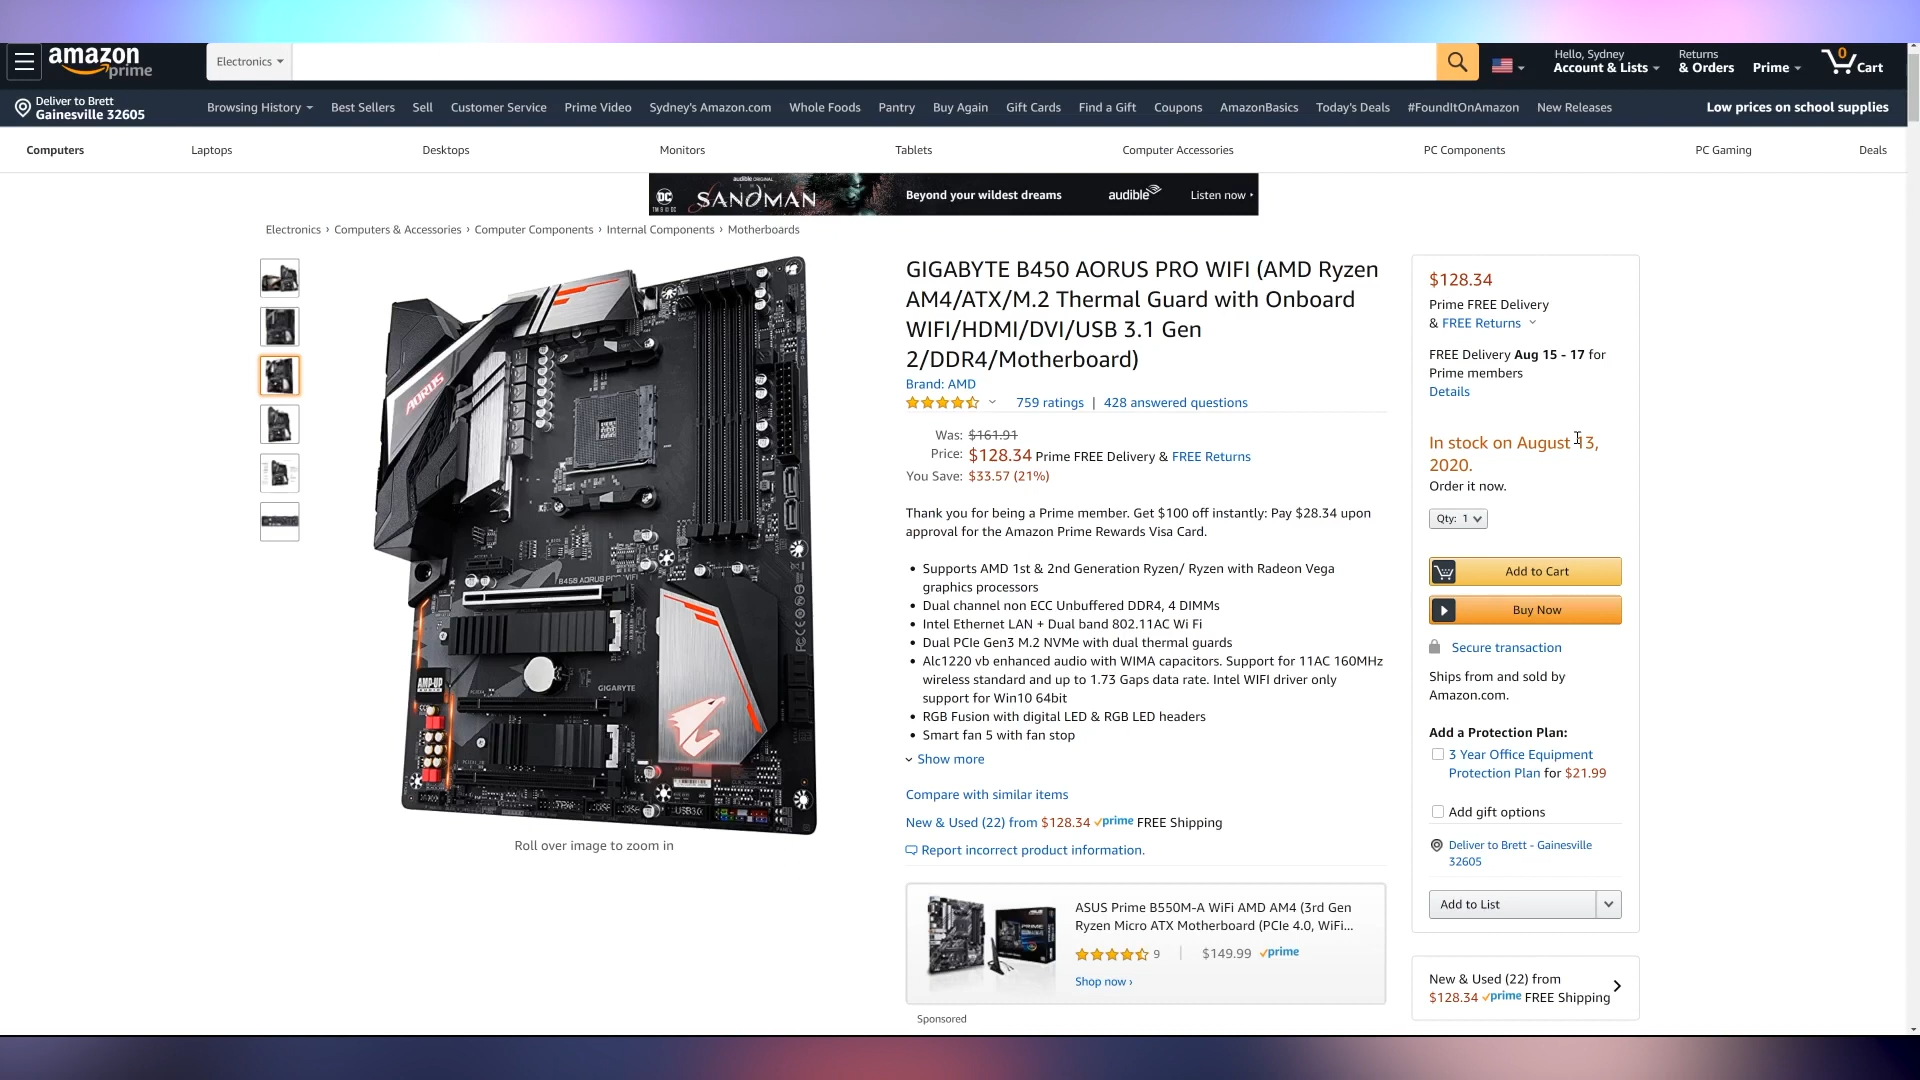 amazon
prime
Electronics
Hello, Sydney
Account & Lists
Returns
& Orders
Prime
0
Cart
Deliver to Brett
Gainesville 32605
Browsing History
Best Sellers
Sell
Customer Service
Prime Video
Sydney's Amazon.com
Whole Foods
Pantry
Buy Again
Gift Cards
Find a Gift
Coupons
AmazonBasics
Today's Deals
#FoundItOnAmazon
New Releases
Low prices on school supplies
Computers
Laptops
Desktops
Monitors
Tablets
Computer Accessories
PC Components
PC Gaming
Deals
DC
audible ORIGINAL
THE
SANDMAN
Beyond your wildest dreams
audible
Listen now
Electronics › Computers & Accessories › Computer Components › Internal Components › Motherboards
AORUS
B450 AORUS PRO WIFI
AMP-UP
GIGABYTE
USB3.0
Roll over image to zoom in
GIGABYTE B450 AORUS PRO WIFI (AMD Ryzen
AM4/ATX/M.2 Thermal Guard with Onboard
WIFI/HDMI/DVI/USB 3.1 Gen
2/DDR4/Motherboard)
Brand: AMD
759 ratings | 428 answered questions
Was: $161.91
Price: $128.34 Prime FREE Delivery & FREE Returns
You Save: $33.57 (21%)
Thank you for being a Prime member. Get $100 off instantly: Pay $28.34 upon
approval for the Amazon Prime Rewards Visa Card.
• Supports AMD 1st & 2nd Generation Ryzen/ Ryzen with Radeon Vega
graphics processors
• Dual channel non ECC Unbuffered DDR4, 4 DIMMs
• Intel Ethernet LAN + Dual band 802.11AC Wi Fi
• Dual PCIe Gen3 M.2 NVMe with dual thermal guards
• Alc1220 vb enhanced audio with WIMA capacitors. Support for 11AC 160MHz
wireless standard and up to 1.73 Gaps data rate. Intel WIFI driver only
support for Win10 64bit
• RGB Fusion with digital LED & RGB LED headers
• Smart fan 5 with fan stop
Show more
Compare with similar items
New & Used (22) from $128.34 prime FREE Shipping
Report incorrect product information.
ASUS Prime B550M-A WiFi AMD AM4 (3rd Gen
Ryzen Micro ATX Motherboard (PCIe 4.0, WiFi...
9 | $149.99 prime
Shop now ›
Sponsored
$128.34
Prime FREE Delivery
& FREE Returns
FREE Delivery Aug 15 - 17 for
Prime members
Details
In stock on August 13,
2020.
Order it now.
Qty: 1
Add to Cart
Buy Now
Secure transaction
Ships from and sold by
Amazon.com.
Add a Protection Plan:
3 Year Office Equipment
Protection Plan for $21.99
Add gift options
Deliver to Brett - Gainesville
32605
Add to List
New & Used (22) from
$128.34 prime FREE Shipping